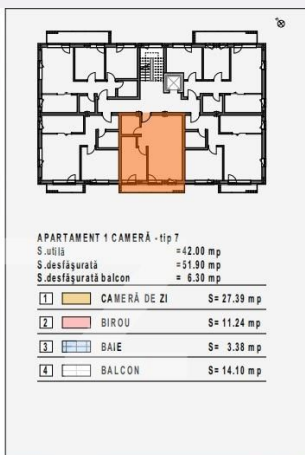 APARTAMENT 1 CAMERĂ - tip 7
S.utilă =42.00 mp
S.desfășurată =51.90 mp
S.desfășurată balcon = 6.30 mp
1 CAMERĂ DE ZI S= 27.39 mp
2 BIROU S= 11.24 mp
3 BAIE S= 3.38 mp
4 BALCON S= 14.10 mp